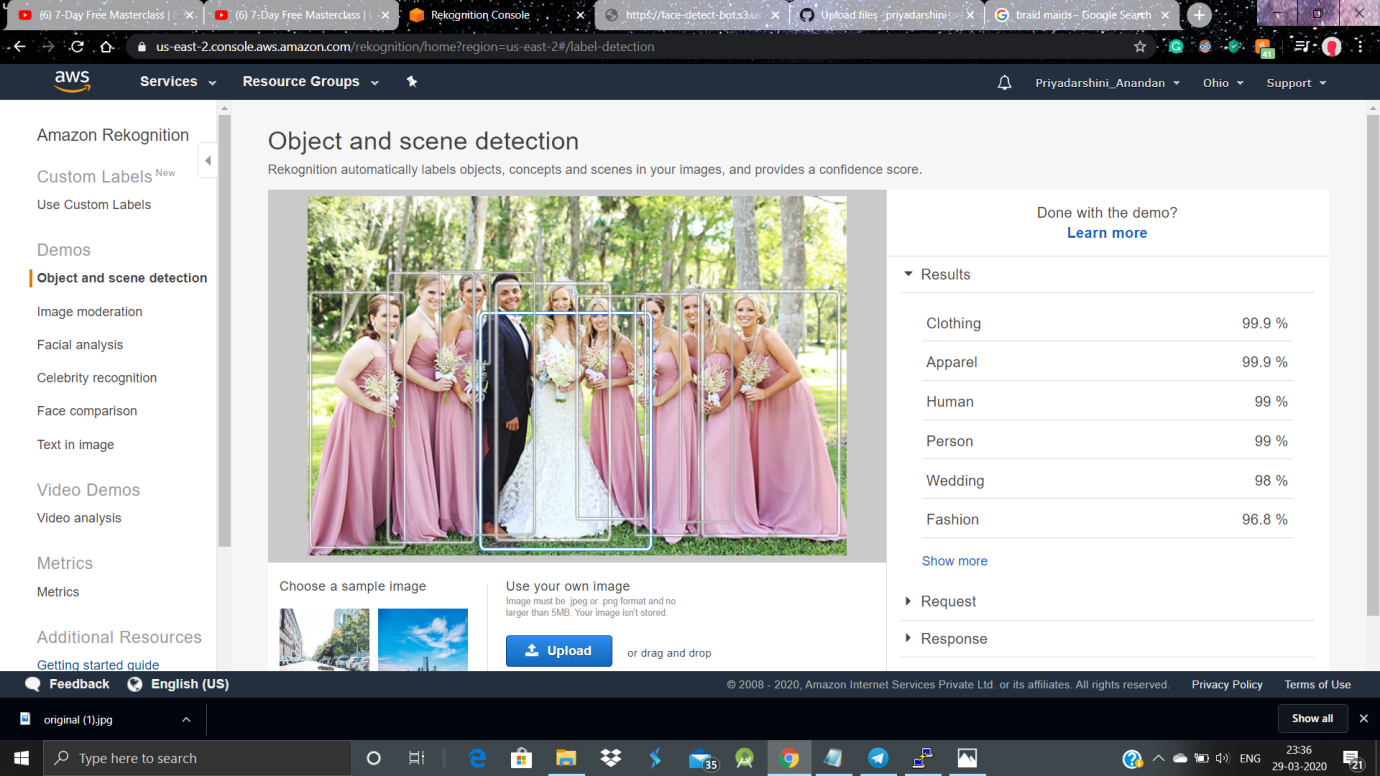 (6) 7-Day Free Masterclass |
(6) 7-Day Free Masterclass |
Rekognition Console
https://face-detect-bot.s3.u
Upload files · priyadarshini-
braid maids – Google Search
us-east-2.console.aws.amazon.com/rekognition/home?region=us-east-2#/label-detection
41
aws
Services
Resource Groups
Priyadarshini_Anandan
Ohio
Support
Amazon Rekognition
Custom Labels New
Use Custom Labels
Demos
Object and scene detection
Image moderation
Facial analysis
Celebrity recognition
Face comparison
Text in image
Video Demos
Video analysis
Metrics
Metrics
Additional Resources
Getting started guide
Object and scene detection
Rekognition automatically labels objects, concepts and scenes in your images, and provides a confidence score.
Choose a sample image
Use your own image
Image must be .jpeg or .png format and no
larger than 5MB. Your image isn't stored.
Upload
or drag and drop
Done with the demo?
Learn more
Results
Clothing 99.9 %
Apparel 99.9 %
Human 99 %
Person 99 %
Wedding 98 %
Fashion 96.8 %
Show more
Request
Response
Feedback
English (US)
© 2008 - 2020, Amazon Internet Services Private Ltd. or its affiliates. All rights reserved.
Privacy Policy
Terms of Use
original (1).jpg
Show all
Type here to search
35
ENG
23:36
29-03-2020
21